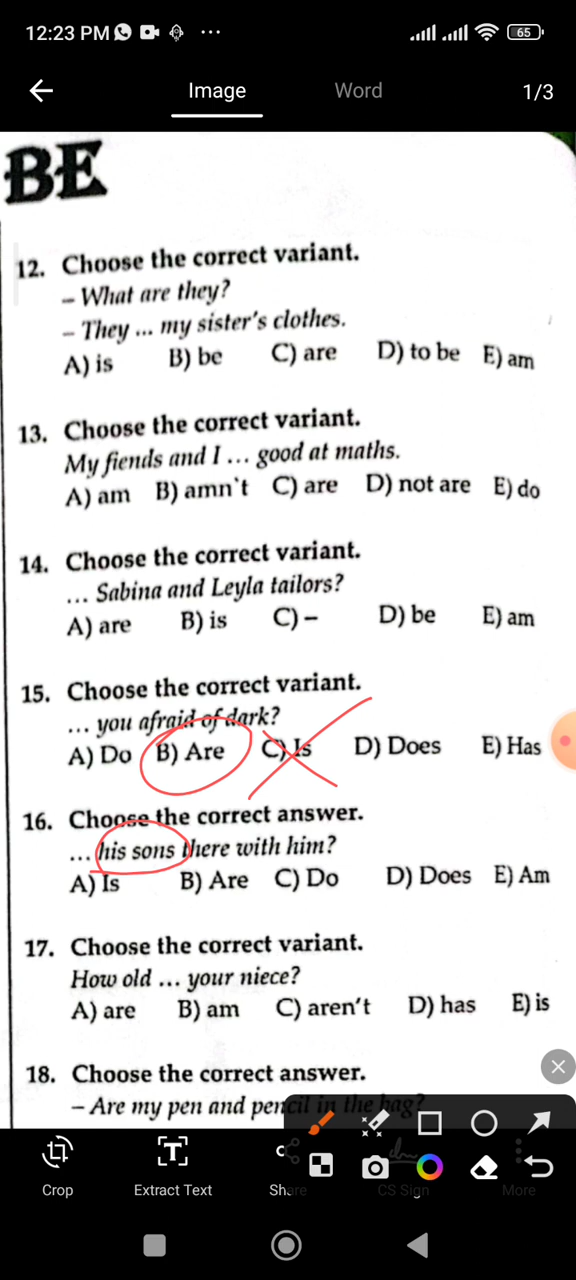 12:23 PM
65
Image
Word
1/3
BE
12. Choose the correct variant.
– What are they?
– They ... my sister's clothes.
A) is B) be C) are D) to be E) am
13. Choose the correct variant.
My fiends and I ... good at maths.
A) am B) amn't C) are D) not are E) do
14. Choose the correct variant.
... Sabina and Leyla tailors?
A) are B) is C) – D) be E) am
15. Choose the correct variant.
... you afraid of dark?
A) Do B) Are C) Is D) Does E) Has
16. Choose the correct answer.
... his sons there with him?
A) Is B) Are C) Do D) Does E) Am
17. Choose the correct variant.
How old ... your niece?
A) are B) am C) aren't D) has E) is
18. Choose the correct answer.
– Are my pen and pencil in the bag?
Crop
Extract Text
Share
CS Sign
More